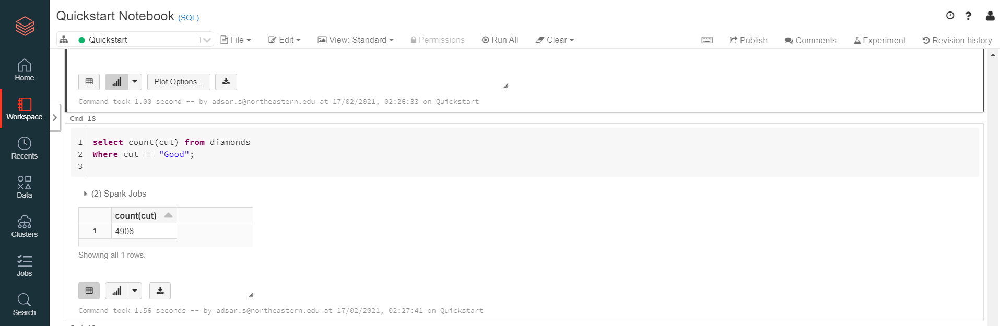 Quickstart Notebook (SQL)
Quickstart
File
Edit
View: Standard
Permissions
Run All
Clear
Publish
Comments
Experiment
Revision history
Home
Workspace
Recents
Data
Clusters
Jobs
Search
Plot Options...
Command took 1.00 second -- by adsar.s@northeastern.edu at 17/02/2021, 02:26:33 on Quickstart
Cmd 18
1 select count(cut) from diamonds
2 Where cut == "Good";
3
(2) Spark Jobs
count(cut)
1 4906
Showing all 1 rows.
Command took 1.56 seconds -- by adsar.s@northeastern.edu at 17/02/2021, 02:27:41 on Quickstart